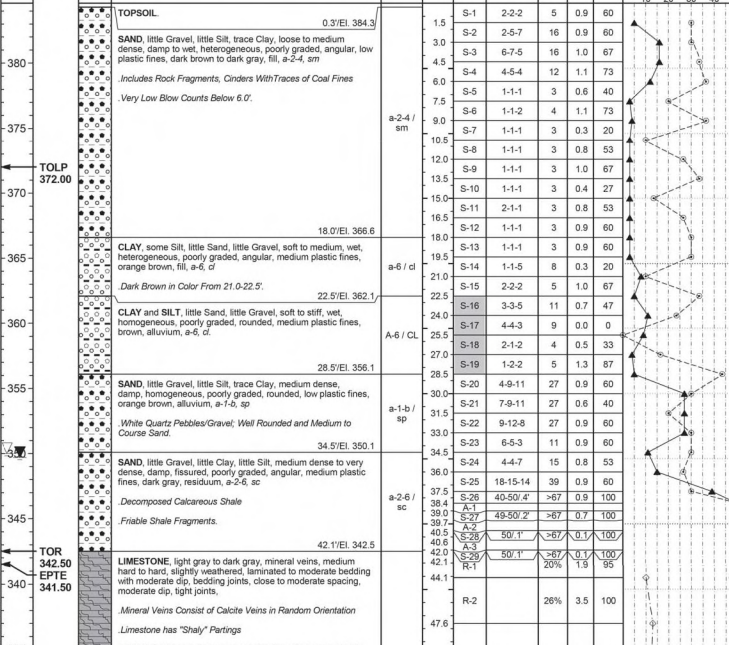 TOPSOIL.
0.3'/El. 384.3
SAND, little Gravel, little Silt, trace Clay, loose to medium
dense, damp to wet, heterogeneous, poorly graded, angular, low
plastic fines, dark brown to dark gray, fill, a-2-4, sm
.Includes Rock Fragments, Cinders WithTraces of Coal Fines
.Very Low Blow Counts Below 6.0'.
18.0'/El. 366.6
a-2-4 /
sm
CLAY, some Silt, little Sand, little Gravel, soft to medium, wet,
heterogeneous, poorly graded, angular, medium plastic fines,
orange brown, fill, a-6, cl
.Dark Brown in Color From 21.0-22.5'.
22.5'/El. 362.1
a-6 / cl
CLAY and SILT, little Sand, little Gravel, soft to stiff, wet,
homogeneous, poorly graded, rounded, medium plastic fines,
brown, alluvium, a-6, cl.
28.5'/El. 356.1
A-6 / CL
SAND, little Gravel, little Silt, trace Clay, medium dense,
damp, homogeneous, poorly graded, rounded, low plastic fines,
orange brown, alluvium, a-1-b, sp
.White Quartz Pebbles/Gravel; Well Rounded and Medium to
Course Sand.
34.5'/El. 350.1
a-1-b /
sp
SAND, little Gravel, little Clay, little Silt, medium dense to very
dense, damp, fissured, poorly graded, angular, medium plastic
fines, dark gray, residuum, a-2-6, sc
.Decomposed Calcareous Shale
.Friable Shale Fragments.
42.1'/El. 342.5
a-2-6 /
sc
LIMESTONE, light gray to dark gray, mineral veins, medium
hard to hard, slightly weathered, laminated to moderate bedding
with moderate dip, bedding joints, close to moderate spacing,
moderate dip, tight joints,
.Mineral Veins Consist of Calcite Veins in Random Orientation
.Limestone has "Shaly" Partings
380
375
TOLP
372.00
370
365
360
355
350
345
TOR
342.50
EPTE
341.50
340
S-1 2-2-2 5 0.9 60
1.5
S-2 2-5-7 16 0.9 60
3.0
S-3 6-7-5 16 1.0 67
4.5
S-4 4-5-4 12 1.1 73
6.0
S-5 1-1-1 3 0.6 40
7.5
S-6 1-1-2 4 1.1 73
9.0
S-7 1-1-1 3 0.3 20
10.5
S-8 1-1-1 3 0.8 53
12.0
S-9 1-1-1 3 1.0 67
13.5
S-10 1-1-1 3 0.4 27
15.0
S-11 2-1-1 3 0.8 53
16.5
S-12 1-1-1 3 0.9 60
18.0
S-13 1-1-1 3 0.9 60
19.5
S-14 1-1-5 8 0.3 20
21.0
S-15 2-2-2 5 1.0 67
22.5
S-16 3-3-5 11 0.7 47
24.0
S-17 4-4-3 9 0.0 0
25.5
S-18 2-1-2 4 0.5 33
27.0
S-19 1-2-2 5 1.3 87
28.5
S-20 4-9-11 27 0.9 60
30.0
S-21 7-9-11 27 0.6 40
31.5
S-22 9-12-8 27 0.9 60
33.0
S-23 6-5-3 11 0.9 60
34.5
S-24 4-4-7 15 0.8 53
36.0
S-25 18-15-14 39 0.9 60
37.5
S-26 40-50/.4' >67 0.9 100
38.4
A-1
39.0
S-27 49-50/.2' >67 0.7 100
39.7
A-2
40.5
S-28 50/.1' >67 0.1 100
40.6
A-3
42.0
S-29 50/.1' >67 0.1 100
42.1
R-1 20% 1.9 95
44.1
R-2 26% 3.5 100
47.6